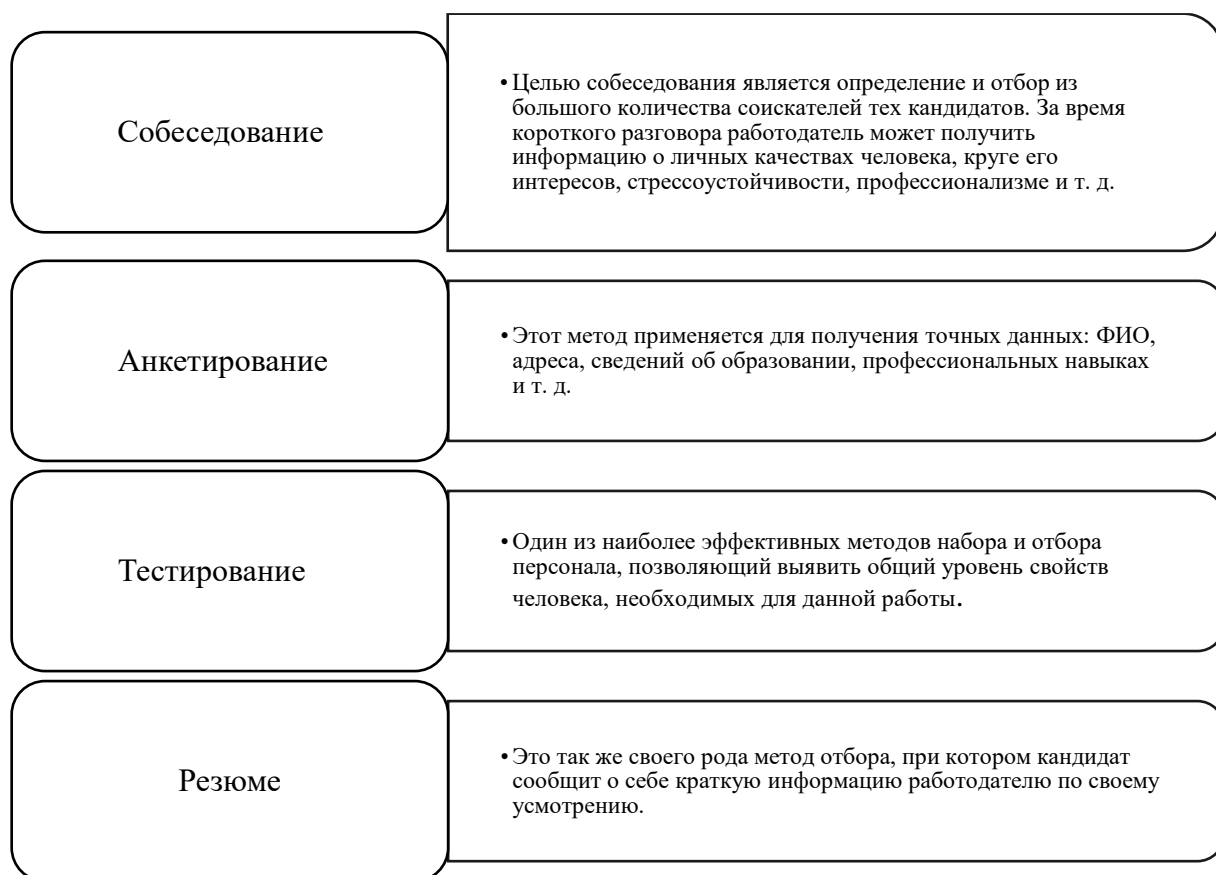 Собеседование
• Целью собеседования является определение и отбор из
большого количества соискателей тех кандидатов. За время
короткого разговора работодатель может получить
информацию о личных качествах человека, круге его
интересов, стрессоустойчивости, профессионализме и т. д.
Анкетирование
• Этот метод применяется для получения точных данных: ФИО,
адреса, сведений об образовании, профессиональных навыках
и т. д.
Тестирование
• Один из наиболее эффективных методов набора и отбора
персонала, позволяющий выявить общий уровень свойств
человека, необходимых для данной работы.
Резюме
• Это так же своего рода метод отбора, при котором кандидат
сообщит о себе краткую информацию работодателю по своему
усмотрению.